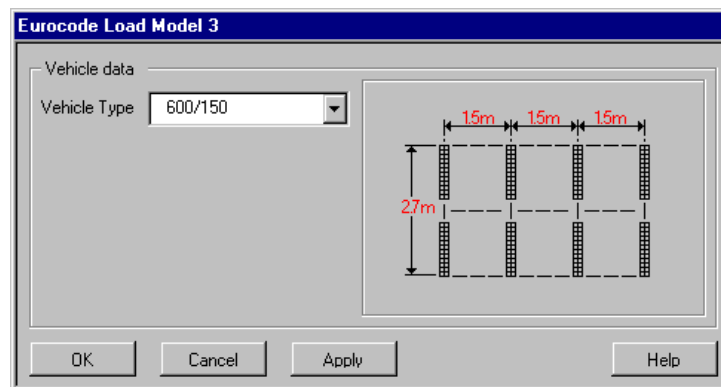 Eurocode Load Model 3
Vehicle data
Vehicle Type 600/150
1.5m 1.5m 1.5m
2.7m
OK Cancel Apply Help